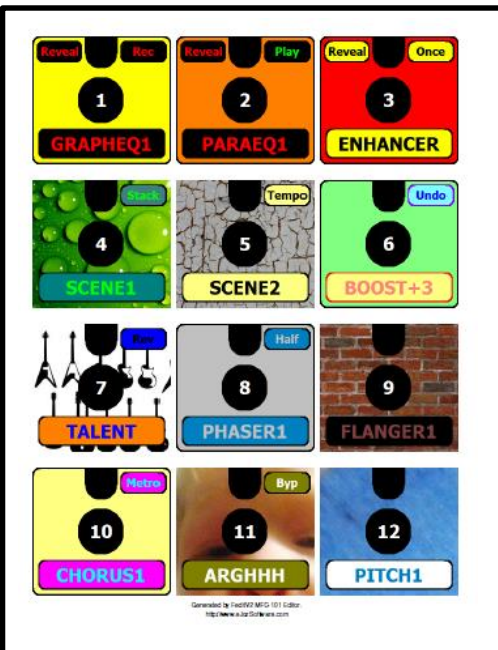 Reveal Rec
1
GRAPHEQ1
Reveal Play
2
PARAEQ1
Reveal Once
3
ENHANCER
Stack
4
SCENE1
Tempo
5
SCENE2
Undo
6
BOOST+3
Rev
7
TALENT
Half
8
PHASER1
9
FLANGER1
Metro
10
CHORUS1
Byp
11
ARGHHH
12
PITCH1